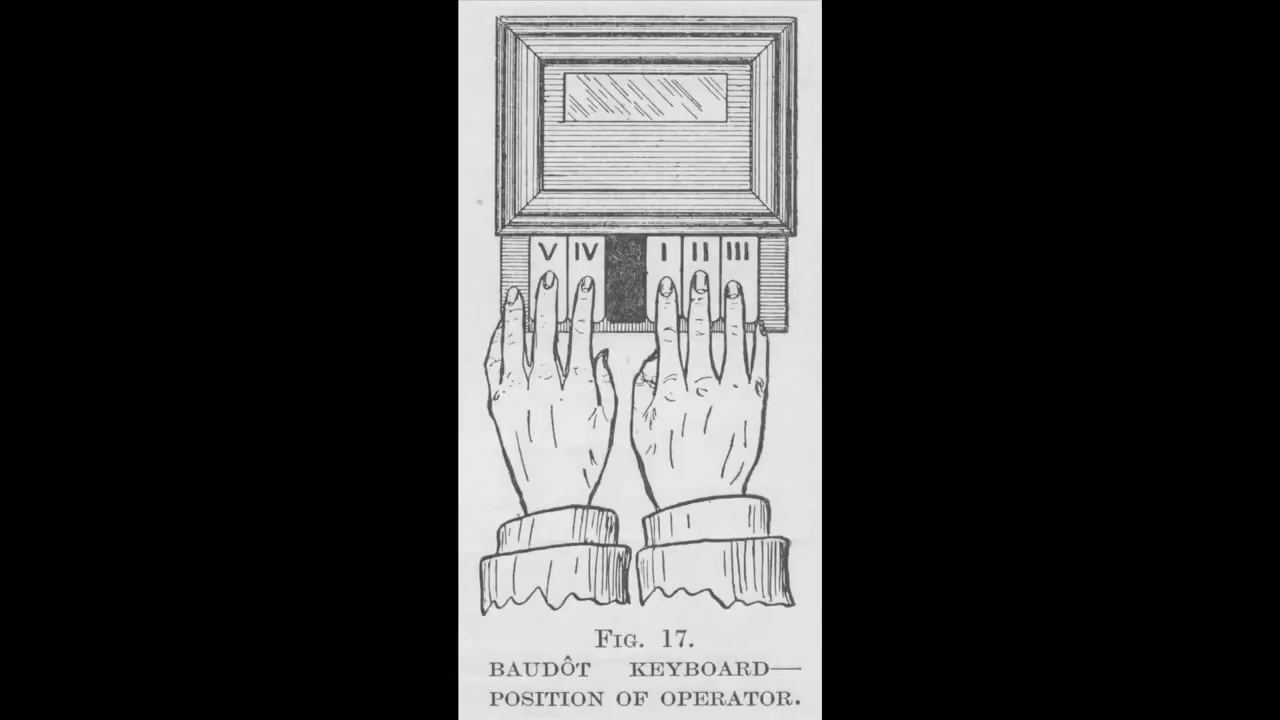 V IV I II III
Fig. 17.
BAUDÔT KEYBOARD—
POSITION OF OPERATOR.